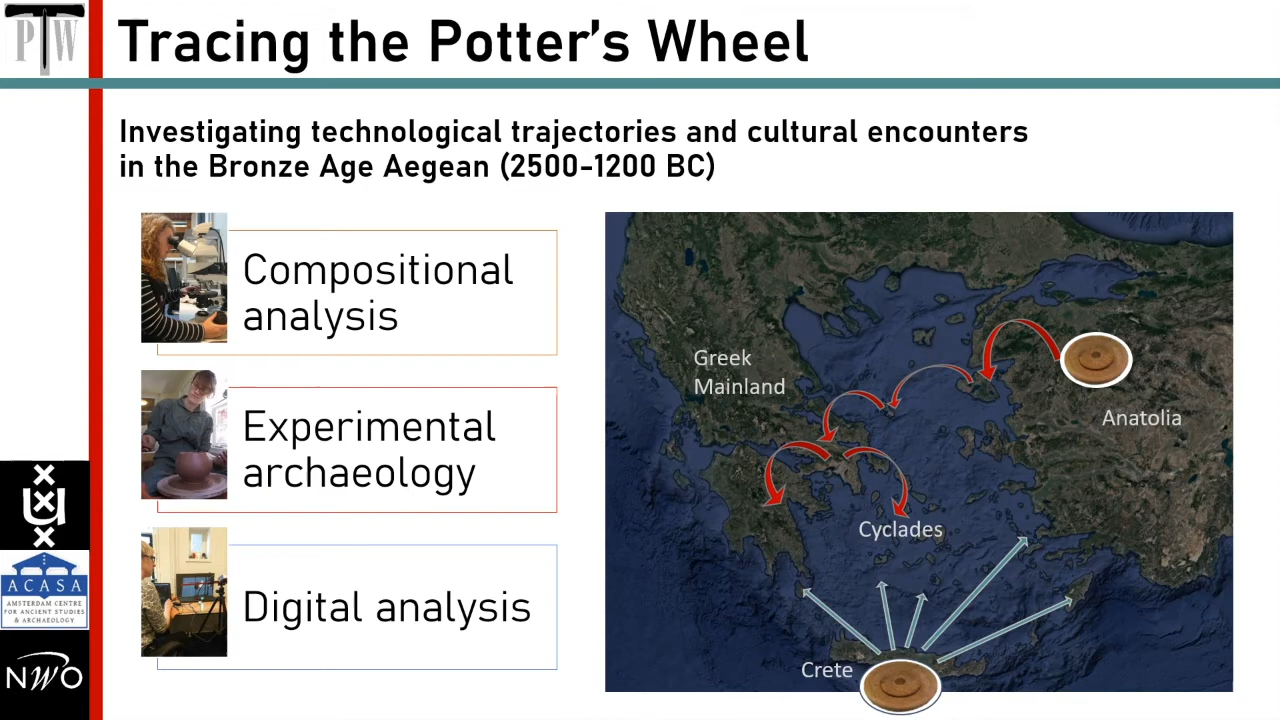 PTW
Tracing the Potter's Wheel
Investigating technological trajectories and cultural encounters
in the Bronze Age Aegean (2500-1200 BC)
Compositional
analysis
Experimental
archaeology
Digital analysis
Greek
Mainland
Anatolia
Cyclades
Crete
U
ACASA
AMSTERDAM CENTRE
FOR ANCIENT STUDIES
& ARCHAEOLOGY
NWO